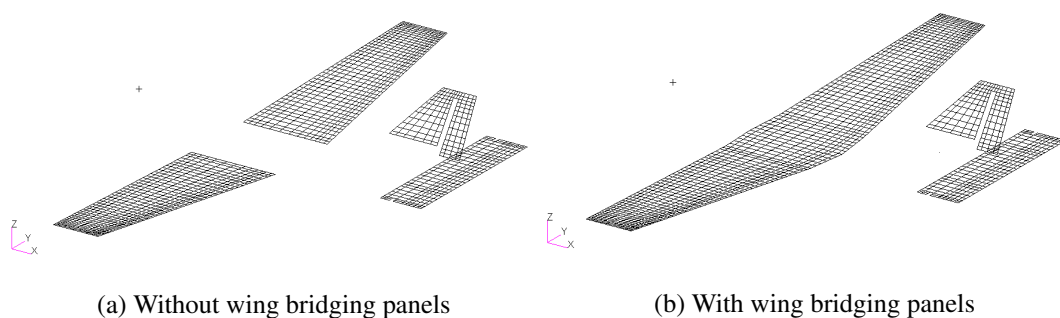 Z
Y
X
Z
Y
X
(a) Without wing bridging panels
(b) With wing bridging panels